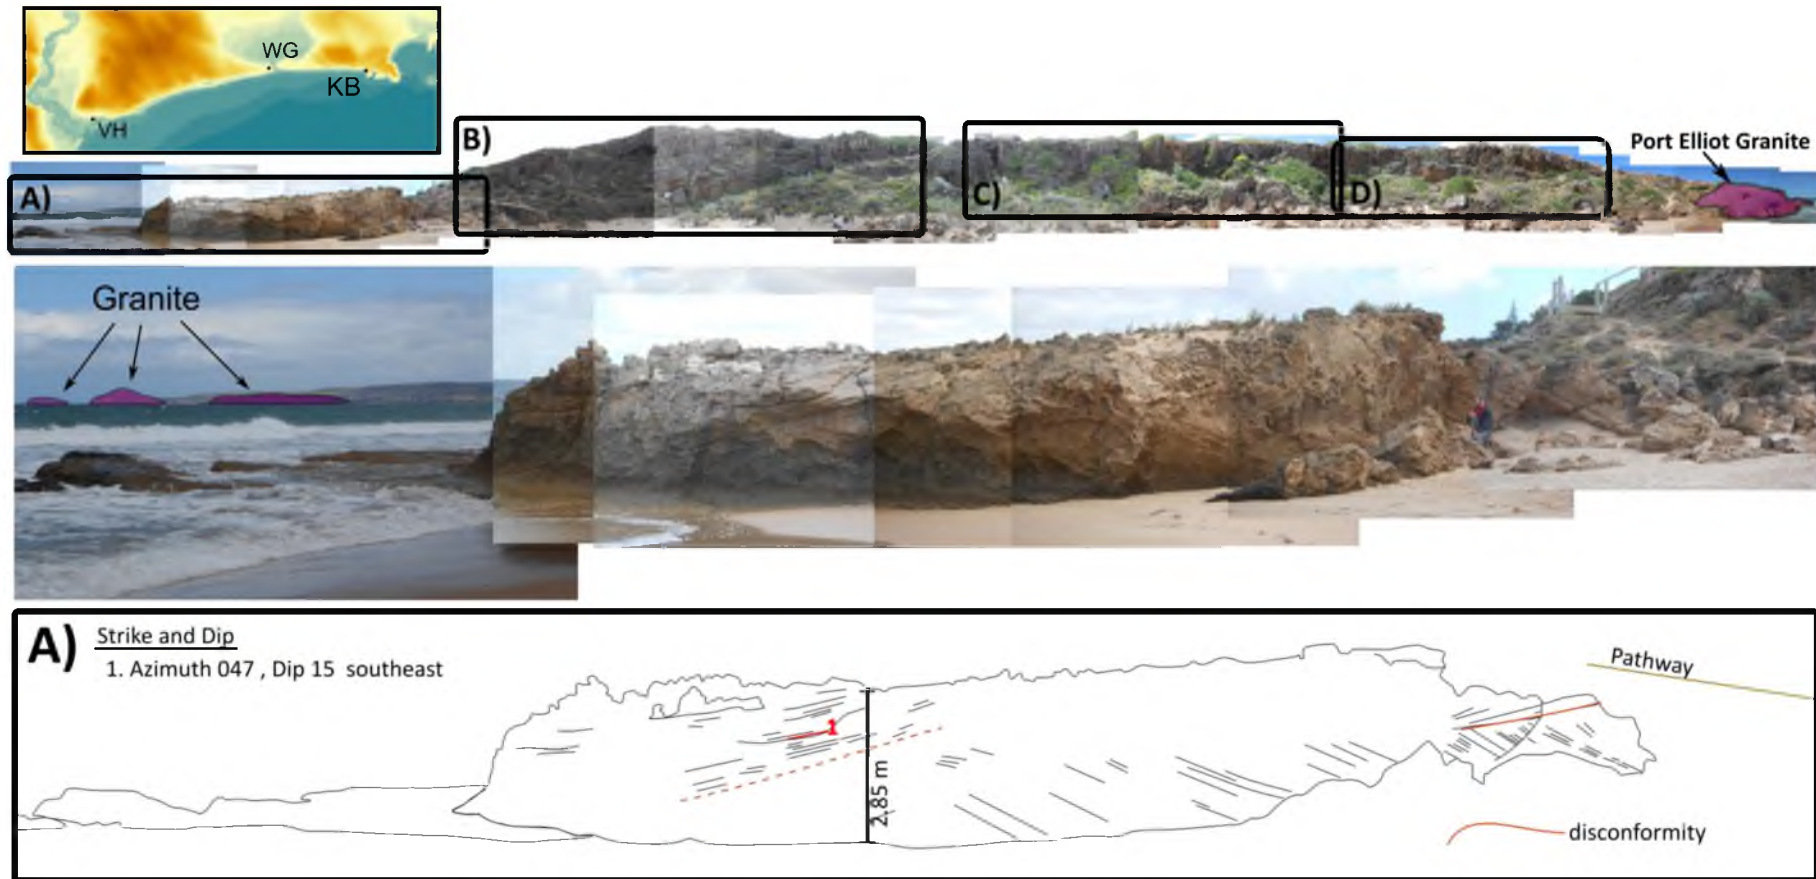 WG
KB
VH
B)
Port Elliot Granite
A)
C)
D)
Granite
A)
Strike and Dip
1. Azimuth 047 , Dip 15 southeast
Pathway
1
2.85 m
disconformity